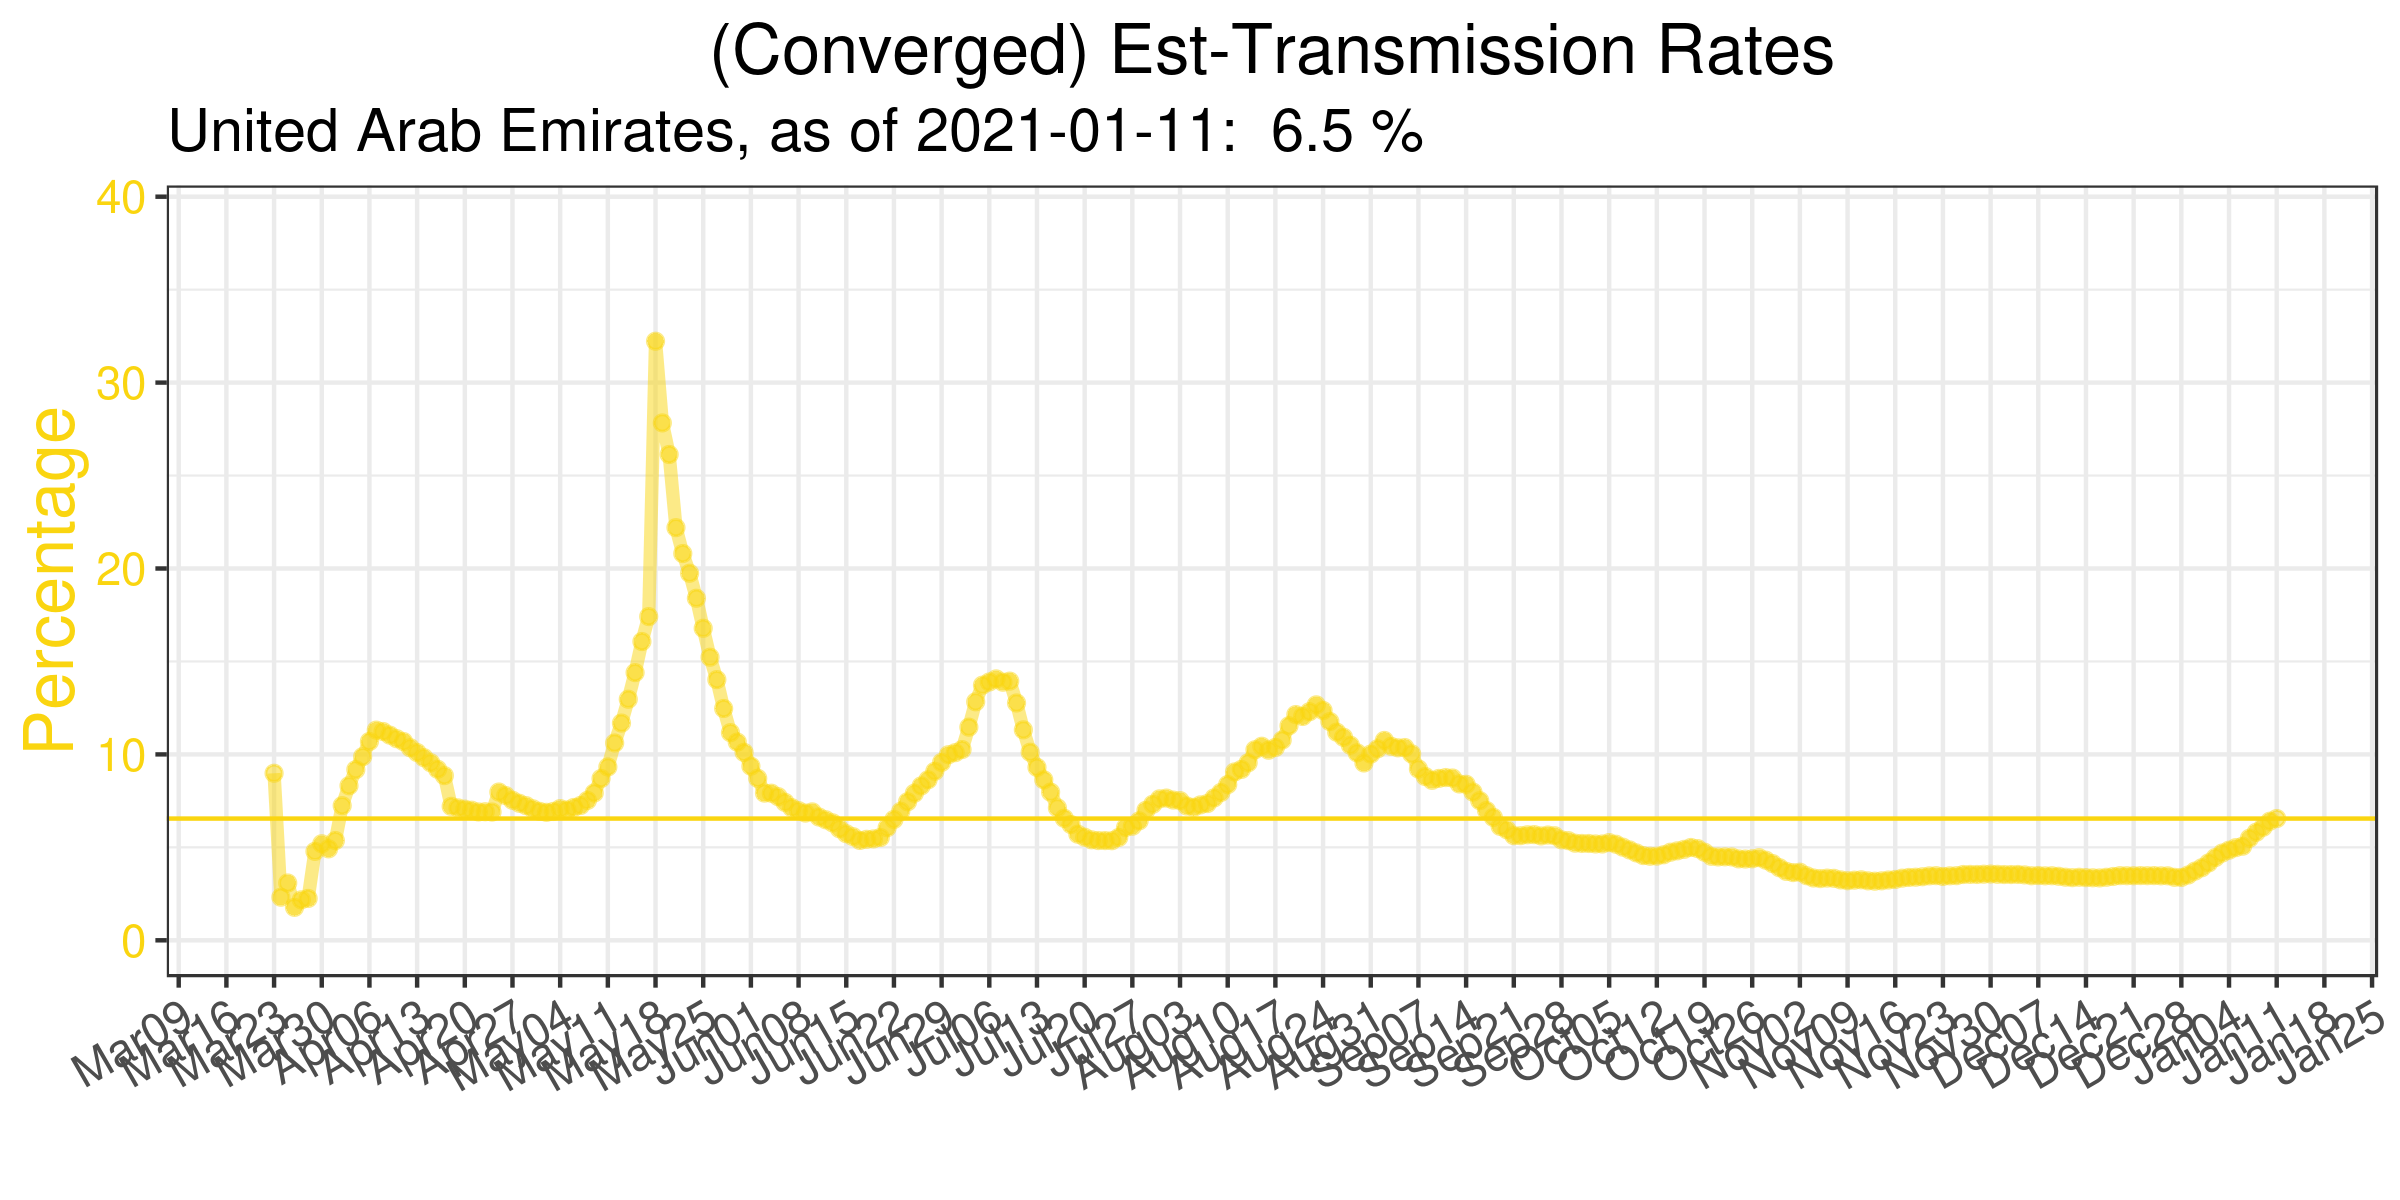 (Converged) Est-Transmission Rates
United Arab Emirates, as of 2021-01-11:  6.5 %
Percentage
40
30
20
10
0
Mar09
Mar16
Mar23
Mar30
Apr06
Apr13
Apr20
Apr27
May04
May11
May18
May25
Jun01
Jun08
Jun15
Jun22
Jun29
Jul06
Jul13
Jul20
Jul27
Aug03
Aug10
Aug17
Aug24
Aug31
Sep07
Sep14
Sep21
Sep28
Oct05
Oct12
Oct19
Oct26
Nov02
Nov09
Nov16
Nov23
Nov30
Dec07
Dec14
Dec21
Dec28
Jan04
Jan11
Jan18
Jan25